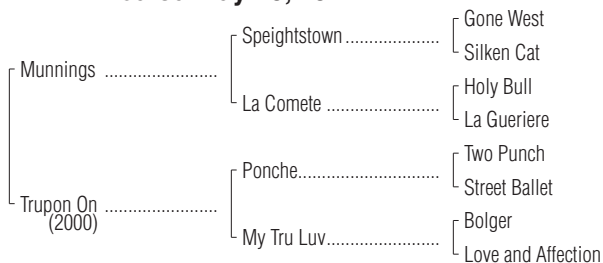 Gone West
Speightstown
Silken Cat
Munnings
Holy Bull
La Comete
La Gueriere
Two Punch
Ponche
Street Ballet
Trupon On
(2000)
Bolger
My Tru Luv
Love and Affection